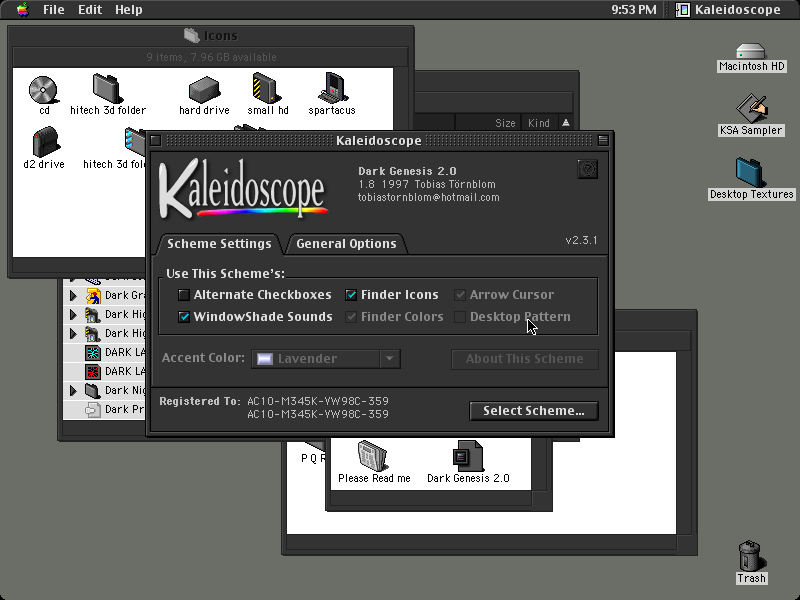 File Edit Help
9:53 PM
Kaleidoscope
Icons
9 items, 7.96 GB available
cd
hitech 3d folder
hard drive
small hd
spartacus
d2 drive
hitech 3d fol
Size Kind
Macintosh HD
KSA Sampler
Desktop Textures
Trash
Kaleidoscope
Kaleidoscope
Dark Genesis 2.0
1.8 1997 Tobias Törnblom
tobiastornblom@hotmail.com
v2.3.1
Scheme Settings
General Options
Use This Scheme's:
Alternate Checkboxes
Finder Icons
Arrow Cursor
WindowShade Sounds
Finder Colors
Desktop Pattern
Accent Color:
Lavender
About This Scheme
Registered To: AC10-M345K-YW98C-359
AC10-M345K-YW98C-359
Select Scheme...
Dark Gra
Dark Hig
Dark Hig
DARK LA
DARK LA
Dark Nig
Dark Pr
P Q R
Please Read me
Dark Genesis 2.0